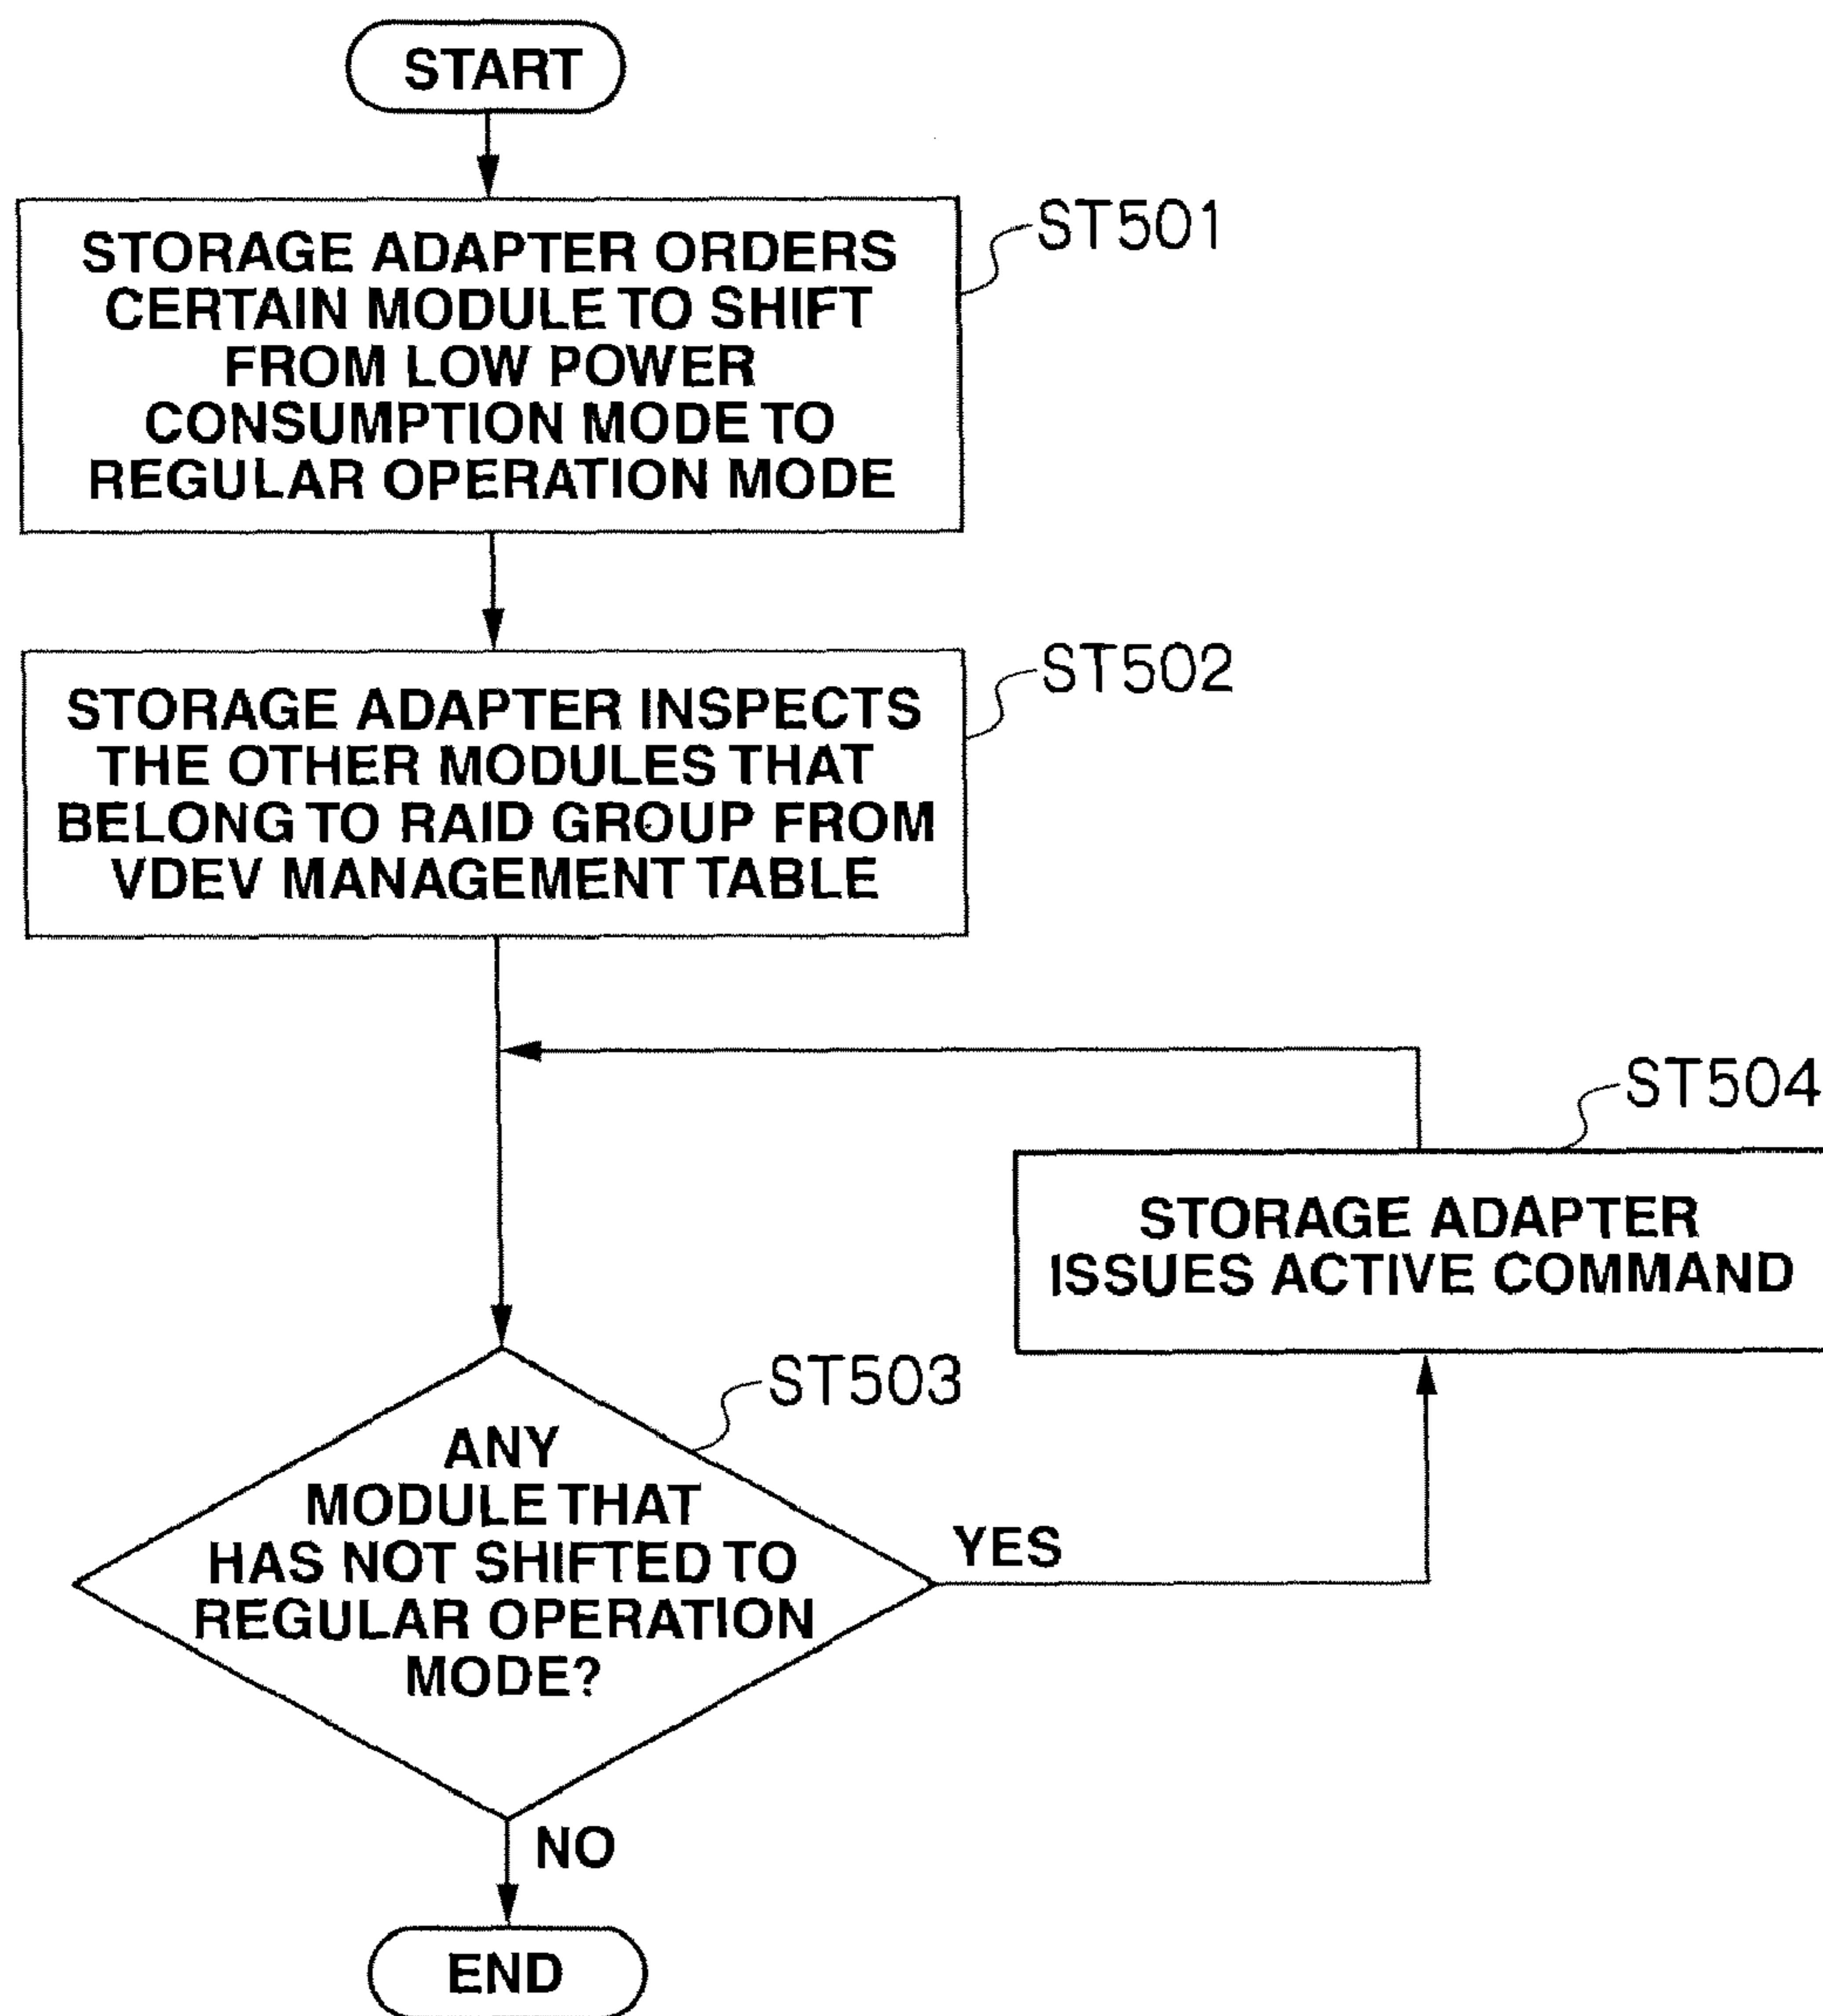 START
STORAGE ADAPTER ORDERS
CERTAIN MODULE TO SHIFT
FROM LOW POWER
CONSUMPTION MODE TO
REGULAR OPERATION MODE
ST501
STORAGE ADAPTER INSPECTS
THE OTHER MODULES THAT
BELONG TO RAID GROUP FROM
VDEV MANAGEMENT TABLE
ST502
ST504
STORAGE ADAPTER
ISSUES ACTIVE COMMAND
ST503
ANY
MODULE THAT
HAS NOT SHIFTED TO
REGULAR OPERATION
MODE?
YES
NO
END